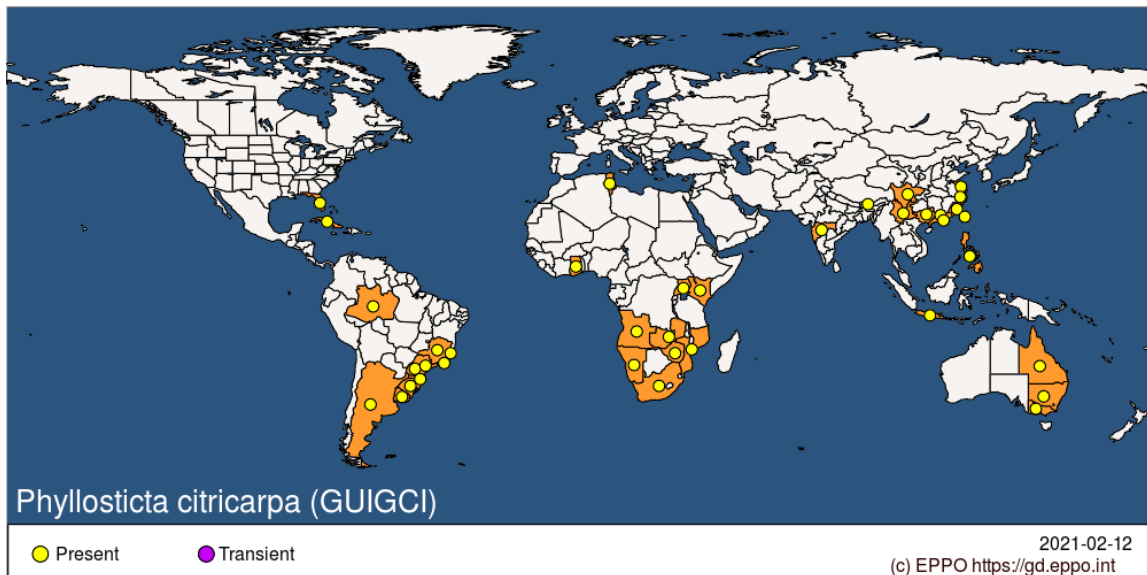 Phyllosticta citricarpa (GUIGCI)
Present
Transient
2021-02-12
(c) EPPO https://gd.eppo.int